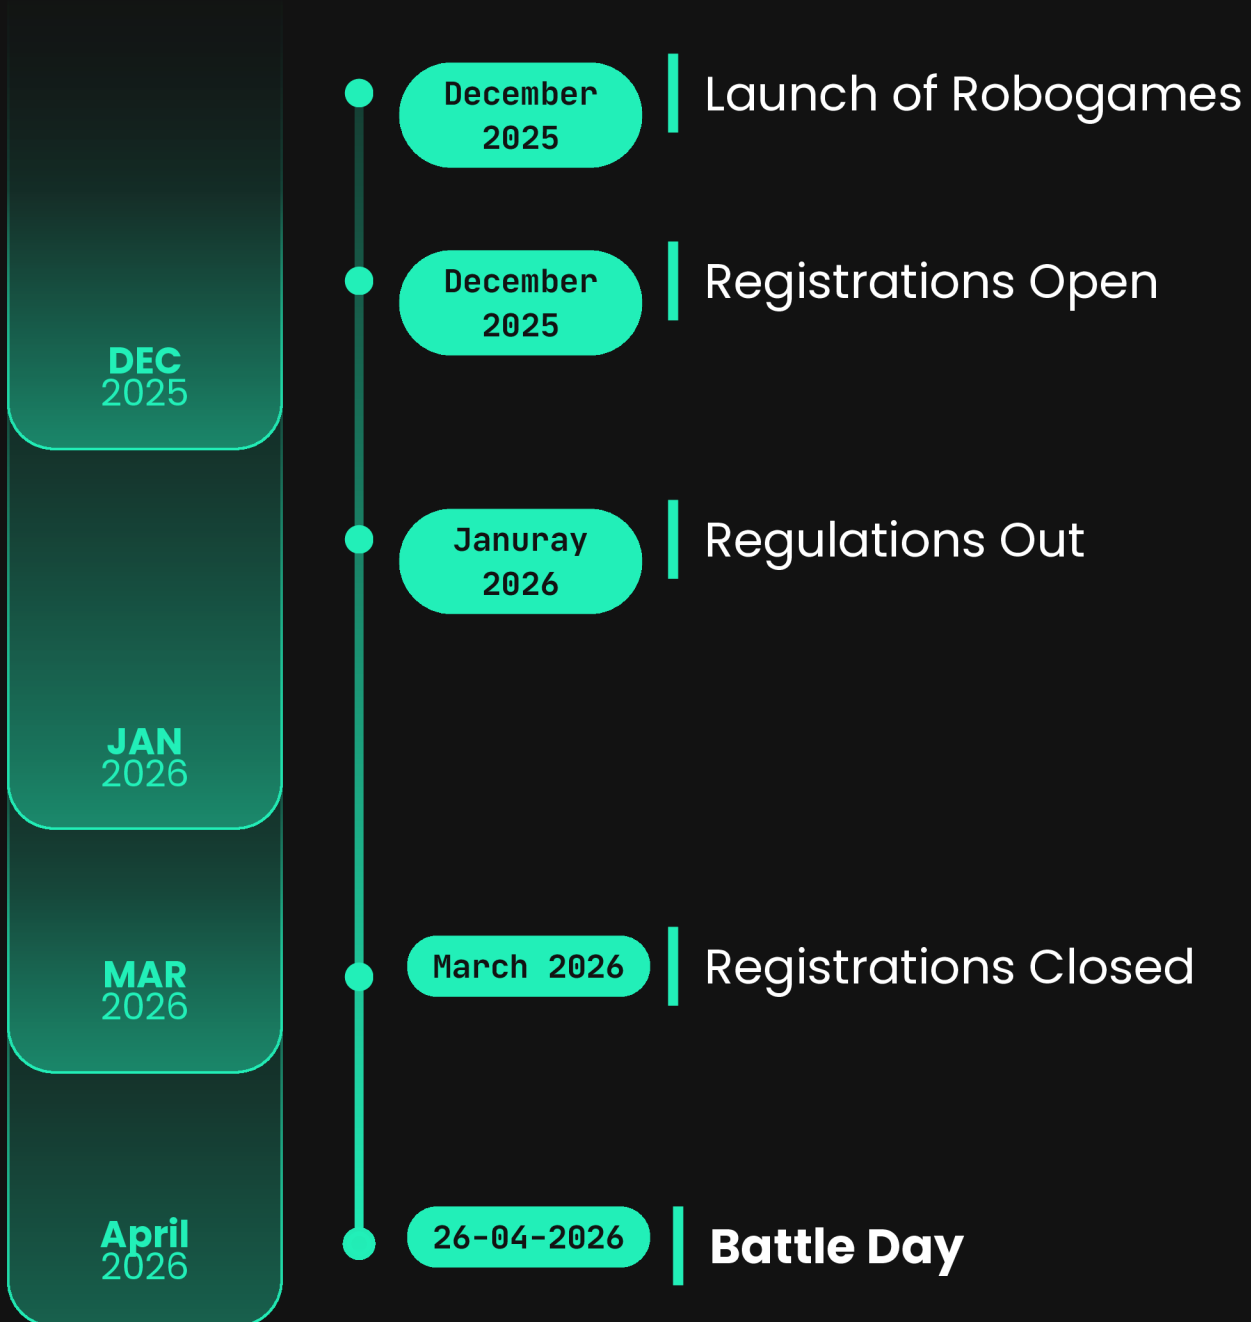 December
2025
Launch of Robogames
December
2025
Registrations Open
DEC
2025
Januray
2026
Regulations Out
JAN
2026
March 2026
Registrations Closed
MAR
2026
26-04-2026
Battle Day
April
2026